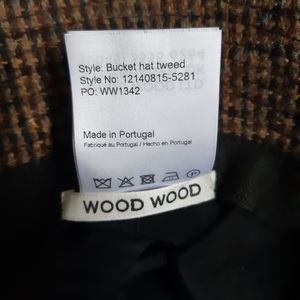 Style: Bucket hat tweed
Style No: 12140815-5281
PO: WW1342
Made in Portugal
Fabriqué au Portugal / Hecho en Portugal
WOOD WOOD